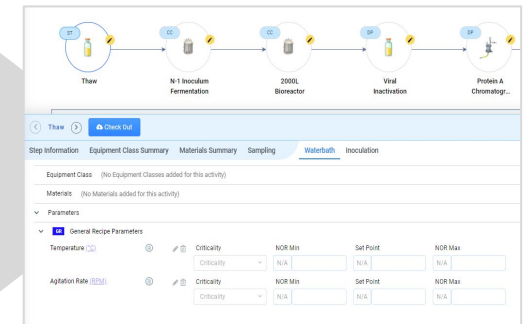 ST CC CC DP DP
Thaw N-1 Inoculum 2000L Viral Protein A
Fermentation Bioreactor Inactivation Chromatogr...
Thaw Check Out
Step Information Equipment Class Summary Materials Summary Sampling Waterbath Inoculation
Equipment Class (No Equipment Classes added for this activity)
Materials (No Materials added for this activity)
Parameters
GR General Recipe Parameters
Temperature (°C) Criticality NOR Min Set Point NOR Max
Criticality N/A N/A N/A
Agitation Rate (RPM) Criticality NOR Min Set Point NOR Max
Criticality N/A N/A N/A